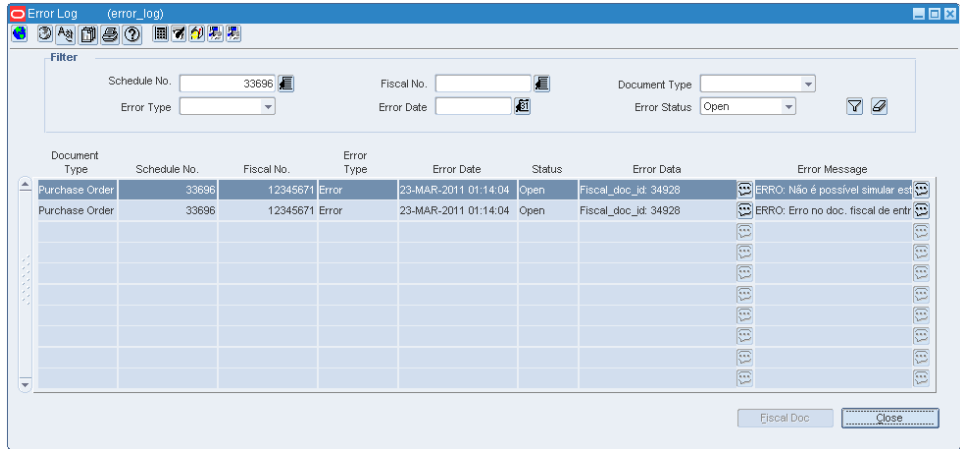 Error Log (error_log)
Filter
Schedule No. 33696 Fiscal No. Document Type
Error Type Error Date Error Status Open
Document Type Schedule No. Fiscal No. Error Type Error Date Status Error Data Error Message
Purchase Order 33696 12345671 Error 23-MAR-2011 01:14:04 Open Fiscal_doc_id: 34928 ERRO: Não é possível simular est
Purchase Order 33696 12345671 Error 23-MAR-2011 01:14:04 Open Fiscal_doc_id: 34928 ERRO: Erro no doc. fiscal de entr
Fiscal Doc Close